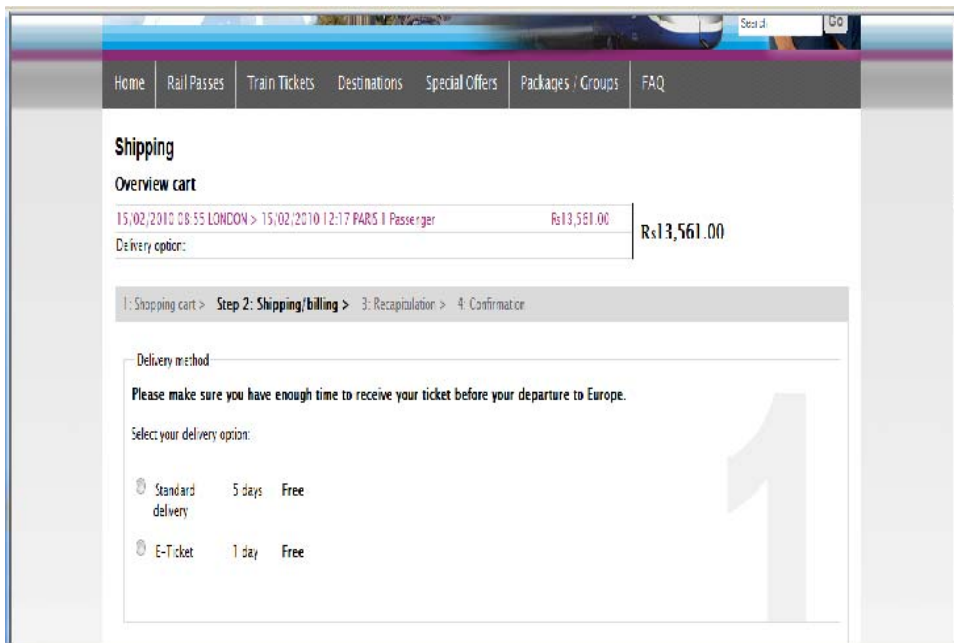 Search Go
Home Rail Passes Train Tickets Destinations Special Offers Packages / Groups FAQ
Shipping
Overview cart
15/02/2010 08:55 LONDON > 15/02/2010 12:17 PARIS 1 Passenger Rs13,561.00
Rs13,561.00
Delivery option:
1: Shopping cart > Step 2: Shipping/billing > 3: Recapitulation > 4: Confirmation
Delivery method
Please make sure you have enough time to receive your ticket before your departure to Europe.
Select your delivery option:
Standard 5 days Free
delivery
E-Ticket 1 day Free
1